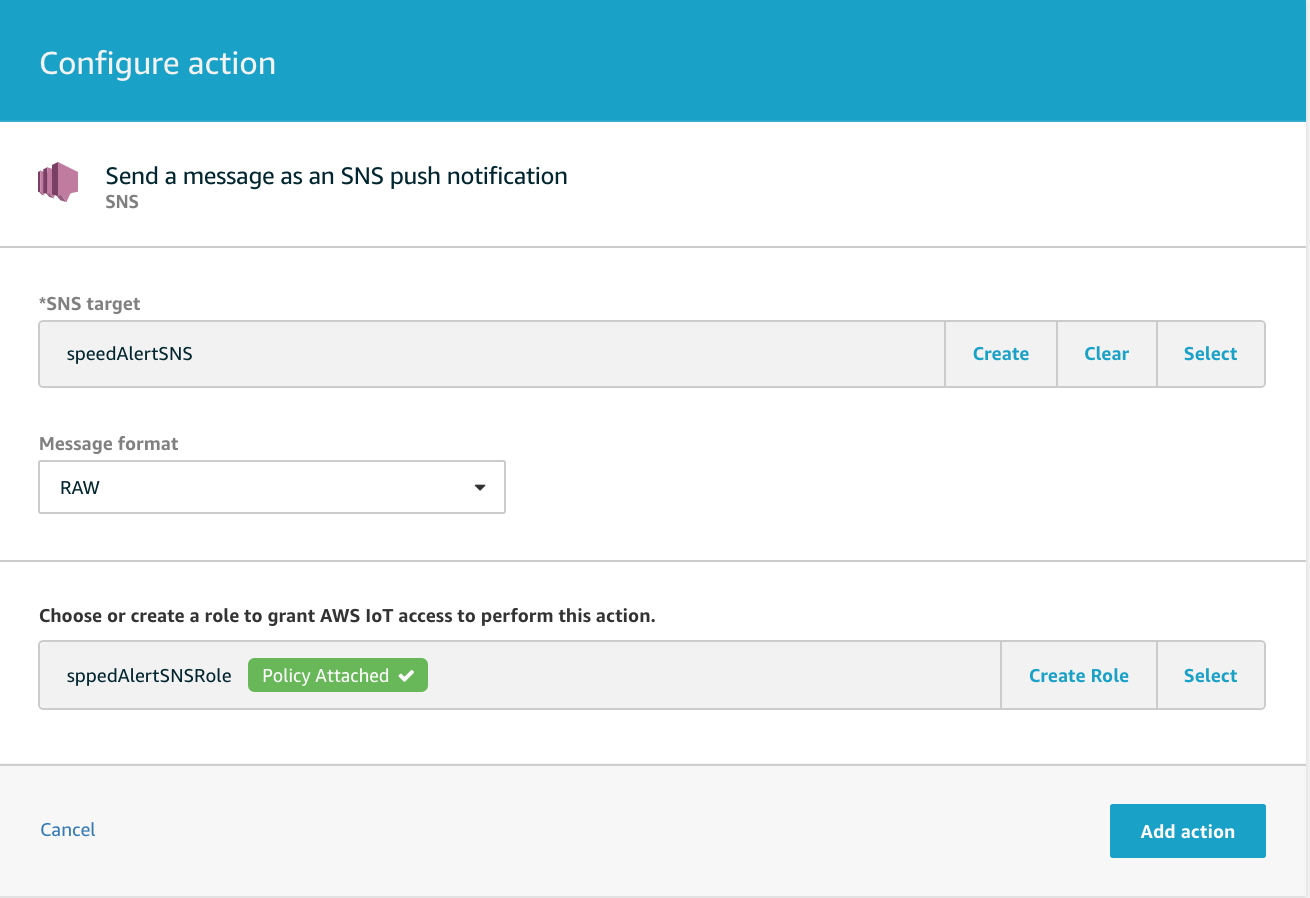 Configure action
Send a message as an SNS push notification
SNS
*SNS target
speedAlertSNS Create Clear Select
Message format
RAW
Choose or create a role to grant AWS IoT access to perform this action.
sppedAlertSNSRole Policy Attached Create Role Select
Cancel Add action